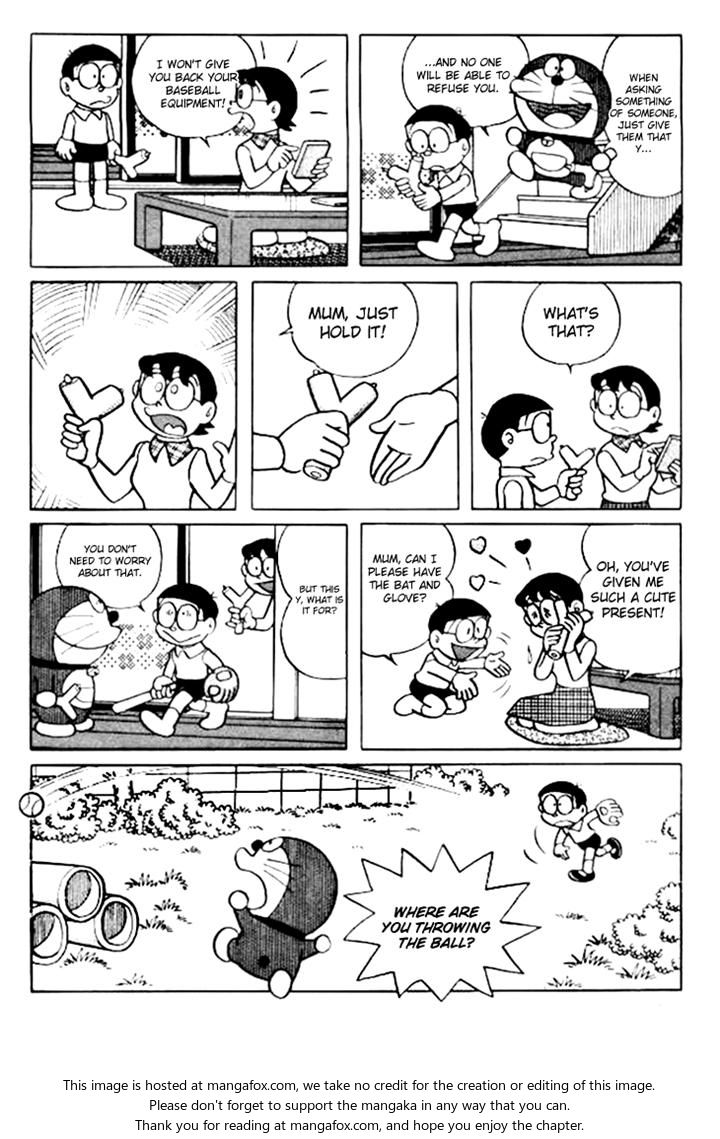 WHEN
ASKING
SOMETHING
OF SOMEONE,
JUST GIVE
THEM THAT
Y...
...AND NO ONE
WILL BE ABLE TO
REFUSE YOU.
I WON'T GIVE
YOU BACK YOUR
BASEBALL
EQUIPMENT!
WHAT'S
THAT?
MUM, JUST
HOLD IT!
OH, YOU'VE
GIVEN ME
SUCH A CUTE
PRESENT!
MUM, CAN I
PLEASE HAVE
THE BAT AND
GLOVE?
BUT THIS
Y, WHAT IS
IT FOR?
YOU DON'T
NEED TO WORRY
ABOUT THAT.
WHERE ARE
YOU THROWING
THE BALL?
This image is hosted at mangafox.com, we take no credit for the creation or editing of this image.
Please don't forget to support the mangaka in any way that you can.
Thank you for reading at mangafox.com, and hope you enjoy the chapter.